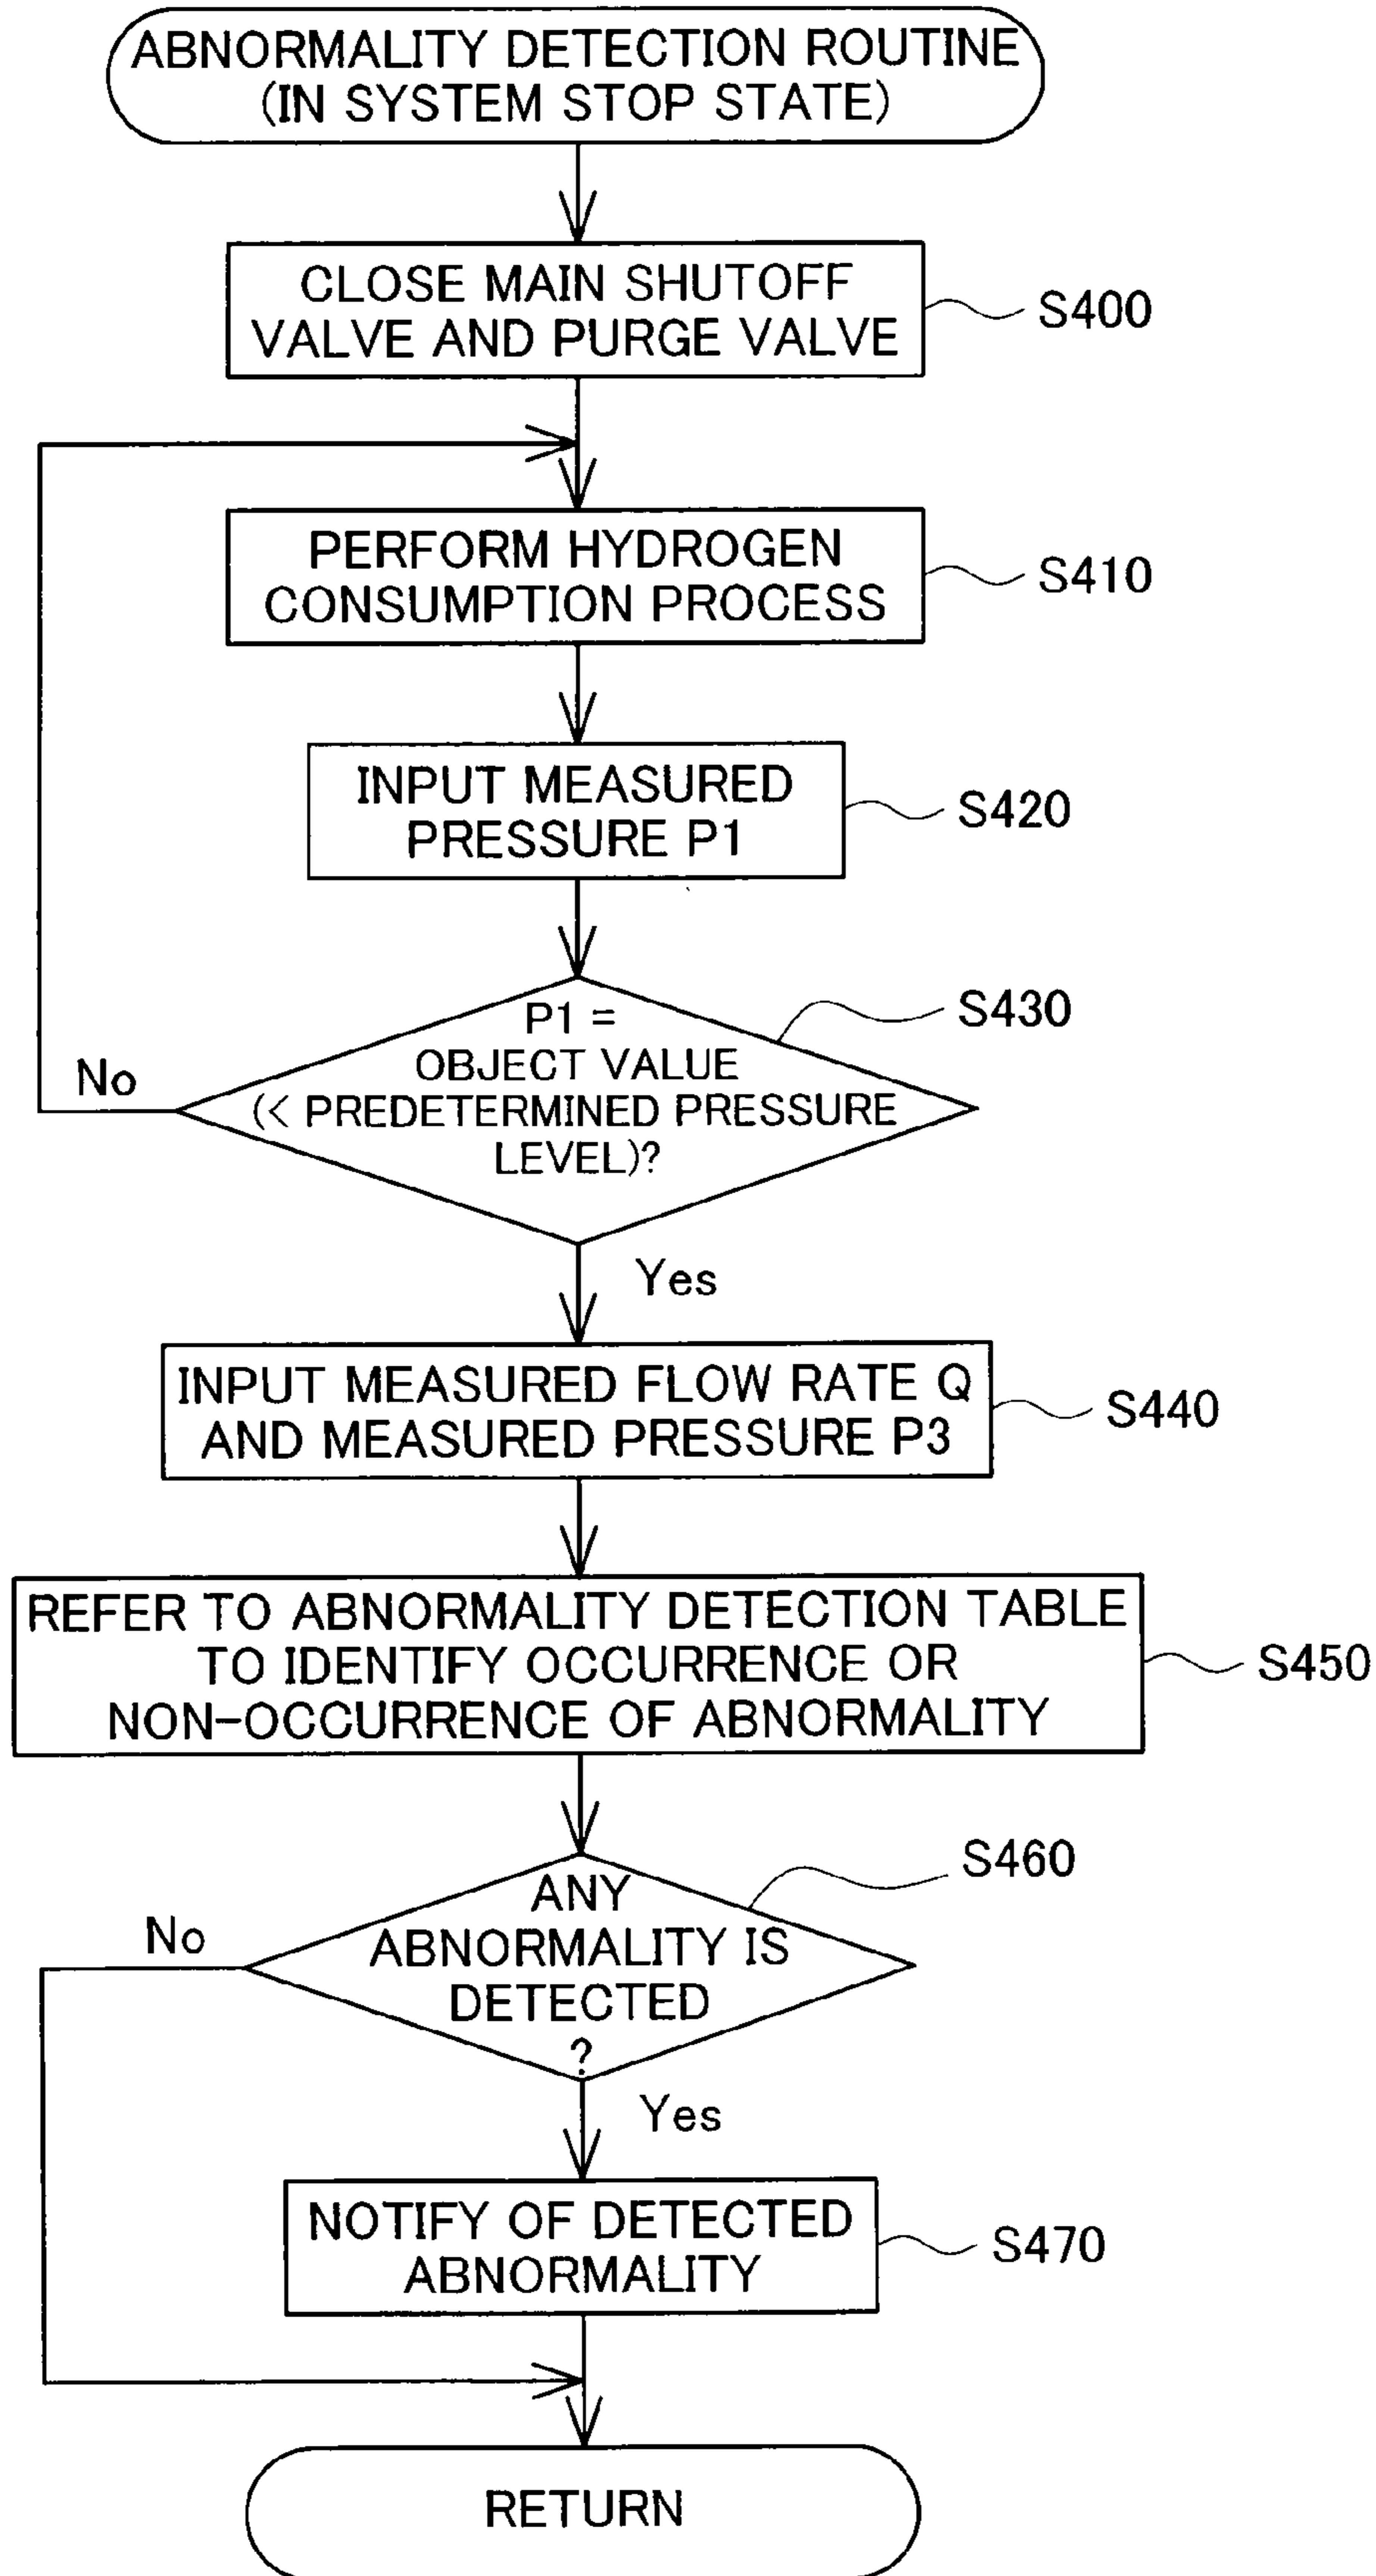 ABNORMALITY DETECTION ROUTINE
(IN SYSTEM STOP STATE)
CLOSE MAIN SHUTOFF
VALVE AND PURGE VALVE
S400
PERFORM HYDROGEN
CONSUMPTION PROCESS
S410
INPUT MEASURED
PRESSURE P1
S420
P1 =
OBJECT VALUE
(< PREDETERMINED PRESSURE
LEVEL)?
S430
No
Yes
INPUT MEASURED FLOW RATE Q
AND MEASURED PRESSURE P3
S440
REFER TO ABNORMALITY DETECTION TABLE
TO IDENTIFY OCCURRENCE OR
NON-OCCURRENCE OF ABNORMALITY
S450
ANY
ABNORMALITY IS
DETECTED
?
S460
No
Yes
NOTIFY OF DETECTED
ABNORMALITY
S470
RETURN